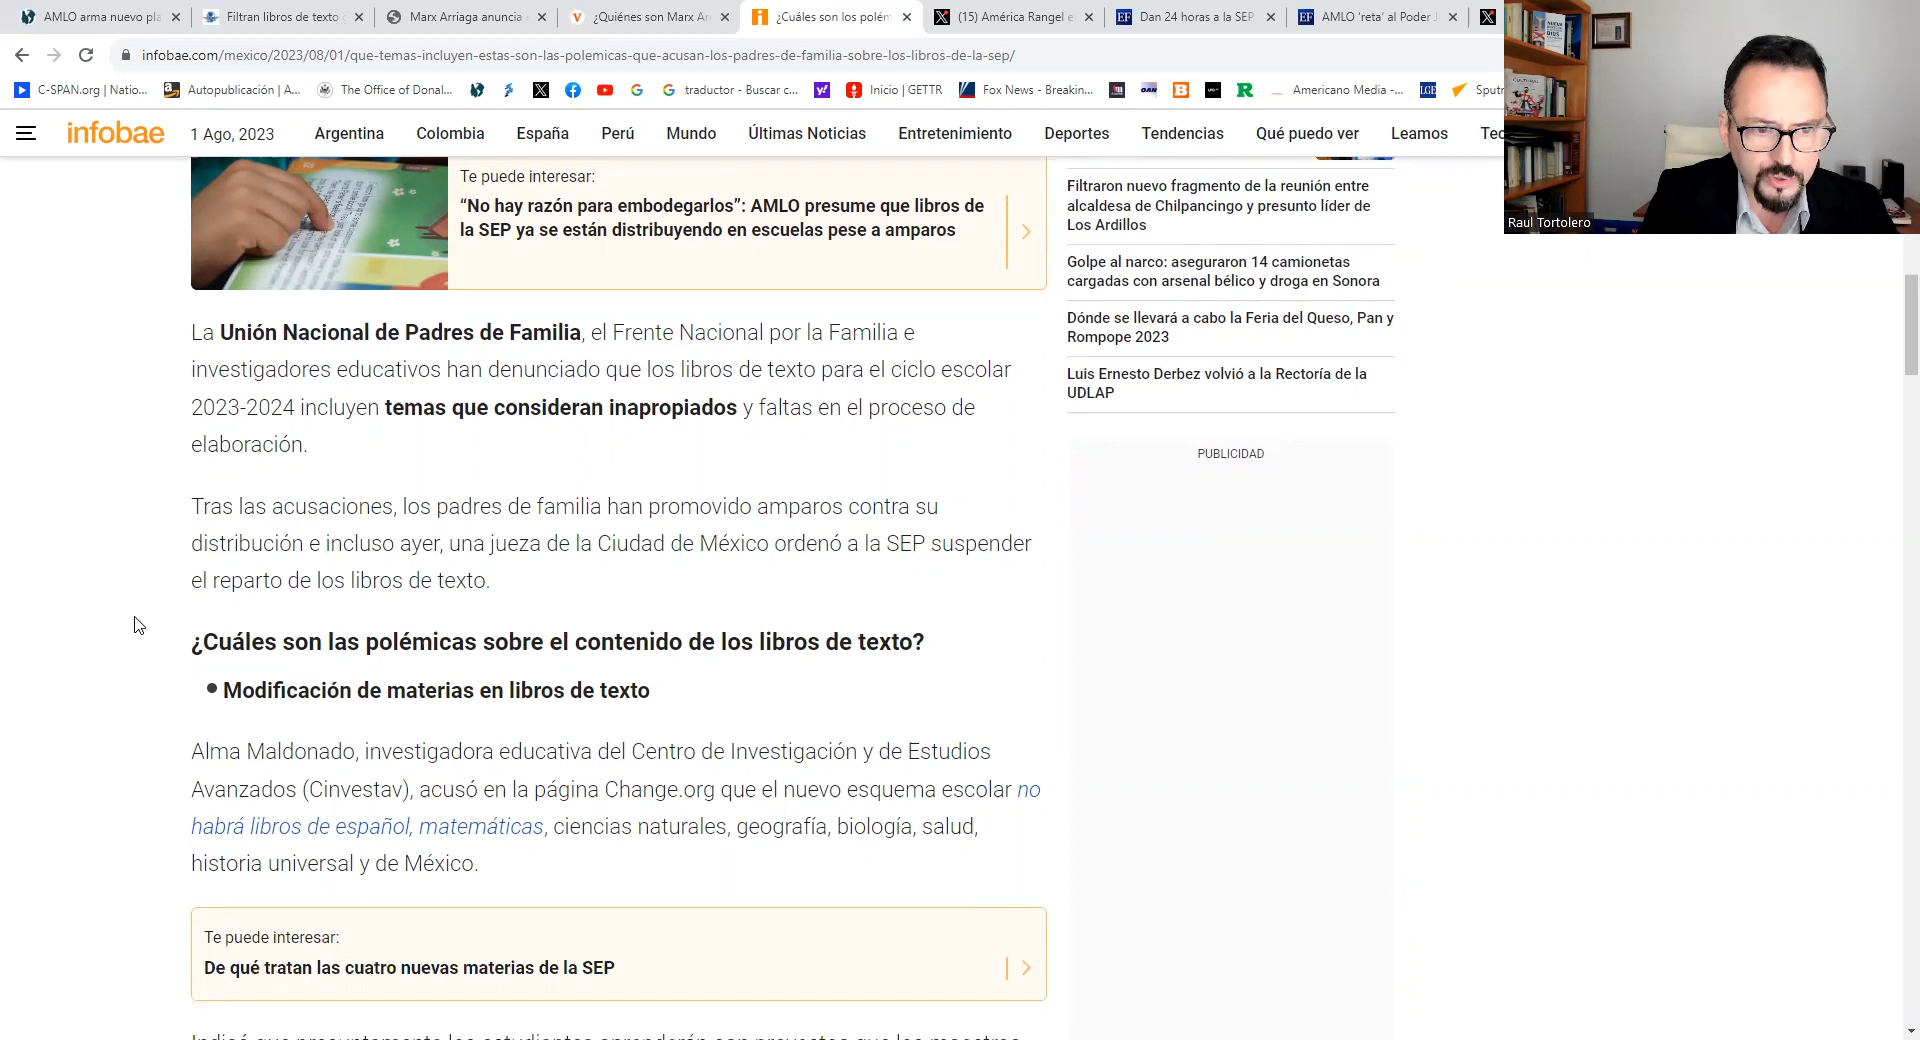 AMLO arma nuevo pla
Filtran libros de texto g
Marx Arriaga anuncia
¿Quiénes son Marx Ar
¿Cuáles son los polém
(15) América Rangel e
Dan 24 horas a la SEP
AMLO 'reta' al Poder J
infobae.com/mexico/2023/08/01/que-temas-incluyen-estas-son-las-polemicas-que-acusan-los-padres-de-familia-sobre-los-libros-de-la-sep/
C-SPAN.org | Natio...
Autopublicación | A...
The Office of Donal...
traductor - Buscar c...
Inicio | GETTR
Fox News - Breakin...
Americano Media -...
Sputn
infobae
1 Ago, 2023
Argentina
Colombia
España
Perú
Mundo
Últimas Noticias
Entretenimiento
Deportes
Tendencias
Qué puedo ver
Leamos
Tec
Raul Tortolero
Te puede interesar:
“No hay razón para embodegarlos”: AMLO presume que libros de
la SEP ya se están distribuyendo en escuelas pese a amparos
La Unión Nacional de Padres de Familia, el Frente Nacional por la Familia e
investigadores educativos han denunciado que los libros de texto para el ciclo escolar
2023-2024 incluyen temas que consideran inapropiados y faltas en el proceso de
elaboración.
Tras las acusaciones, los padres de familia han promovido amparos contra su
distribución e incluso ayer, una jueza de la Ciudad de México ordenó a la SEP suspender
el reparto de los libros de texto.
¿Cuáles son las polémicas sobre el contenido de los libros de texto?
Modificación de materias en libros de texto
Alma Maldonado, investigadora educativa del Centro de Investigación y de Estudios
Avanzados (Cinvestav), acusó en la página Change.org que el nuevo esquema escolar no
habrá libros de español, matemáticas, ciencias naturales, geografía, biología, salud,
historia universal y de México.
Te puede interesar:
De qué tratan las cuatro nuevas materias de la SEP
Filtraron nuevo fragmento de la reunión entre
alcaldesa de Chilpancingo y presunto líder de
Los Ardillos
Golpe al narco: aseguraron 14 camionetas
cargadas con arsenal bélico y droga en Sonora
Dónde se llevará a cabo la Feria del Queso, Pan y
Rompope 2023
Luis Ernesto Derbez volvió a la Rectoría de la
UDLAP
PUBLICIDAD